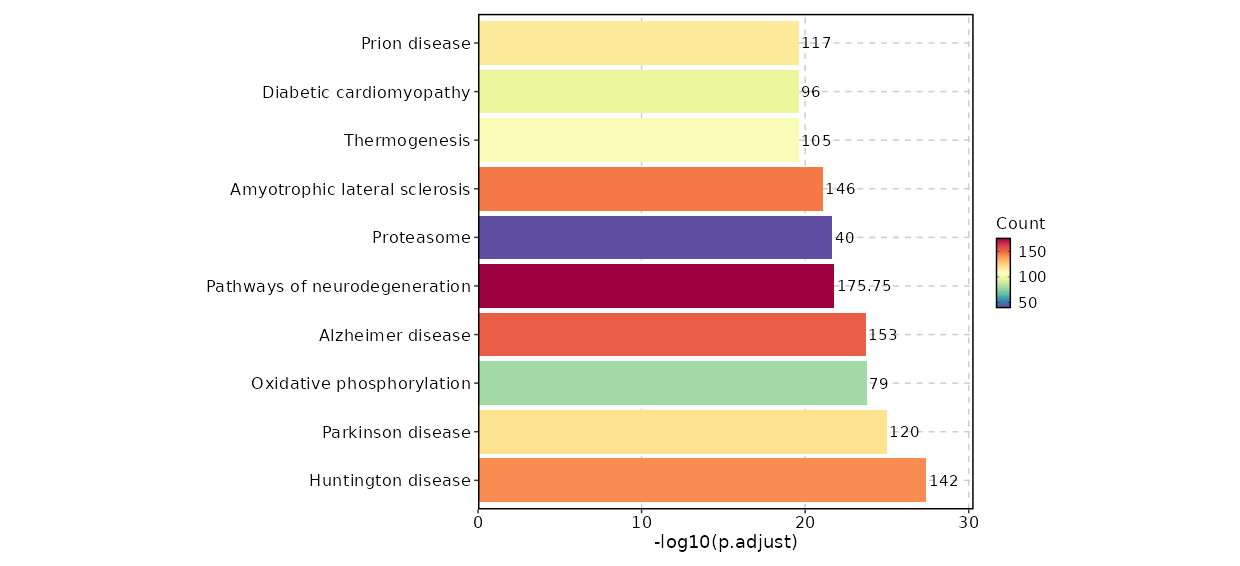 Prion disease 117
Diabetic cardiomyopathy 96
Thermogenesis 105
Amyotrophic lateral sclerosis 146
Proteasome 40
Pathways of neurodegeneration 175.75
Alzheimer disease 153
Oxidative phosphorylation 79
Parkinson disease 120
Huntington disease 142
0 10 20 30
-log10(p.adjust)
Count
150
100
50